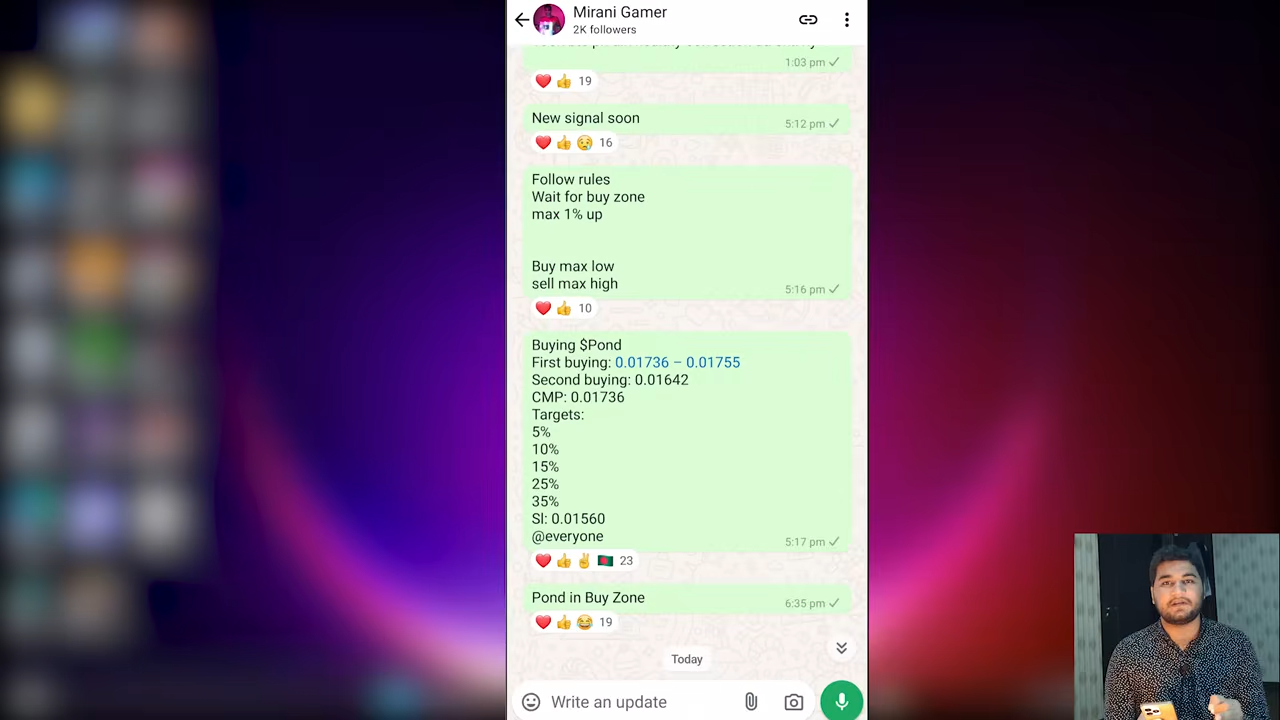 Mirani Gamer
2K followers
1:03 pm
19
New signal soon
5:12 pm
16
Follow rules
Wait for buy zone
max 1% up
Buy max low
sell max high
5:16 pm
10
Buying $Pond
First buying: 0.01736 – 0.01755
Second buying: 0.01642
CMP: 0.01736
Targets:
5%
10%
15%
25%
35%
Sl: 0.01560
@everyone
5:17 pm
23
Pond in Buy Zone
6:35 pm
19
Today
Write an update